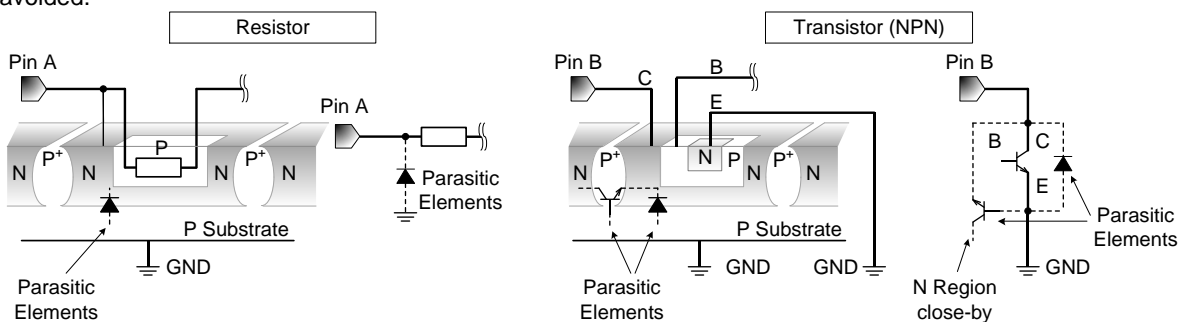 avoided.
Resistor
Transistor (NPN)
Pin A
Pin B
C
B
E
Pin B
Pin A
P
N
P+
N
P+
N
N
P+
N
P
P+
N
N
B
C
E
Parasitic
Elements
Parasitic
Elements
P Substrate
P Substrate
GND
GND
GND
GND
Parasitic
Elements
Parasitic
Elements
N Region
close-by